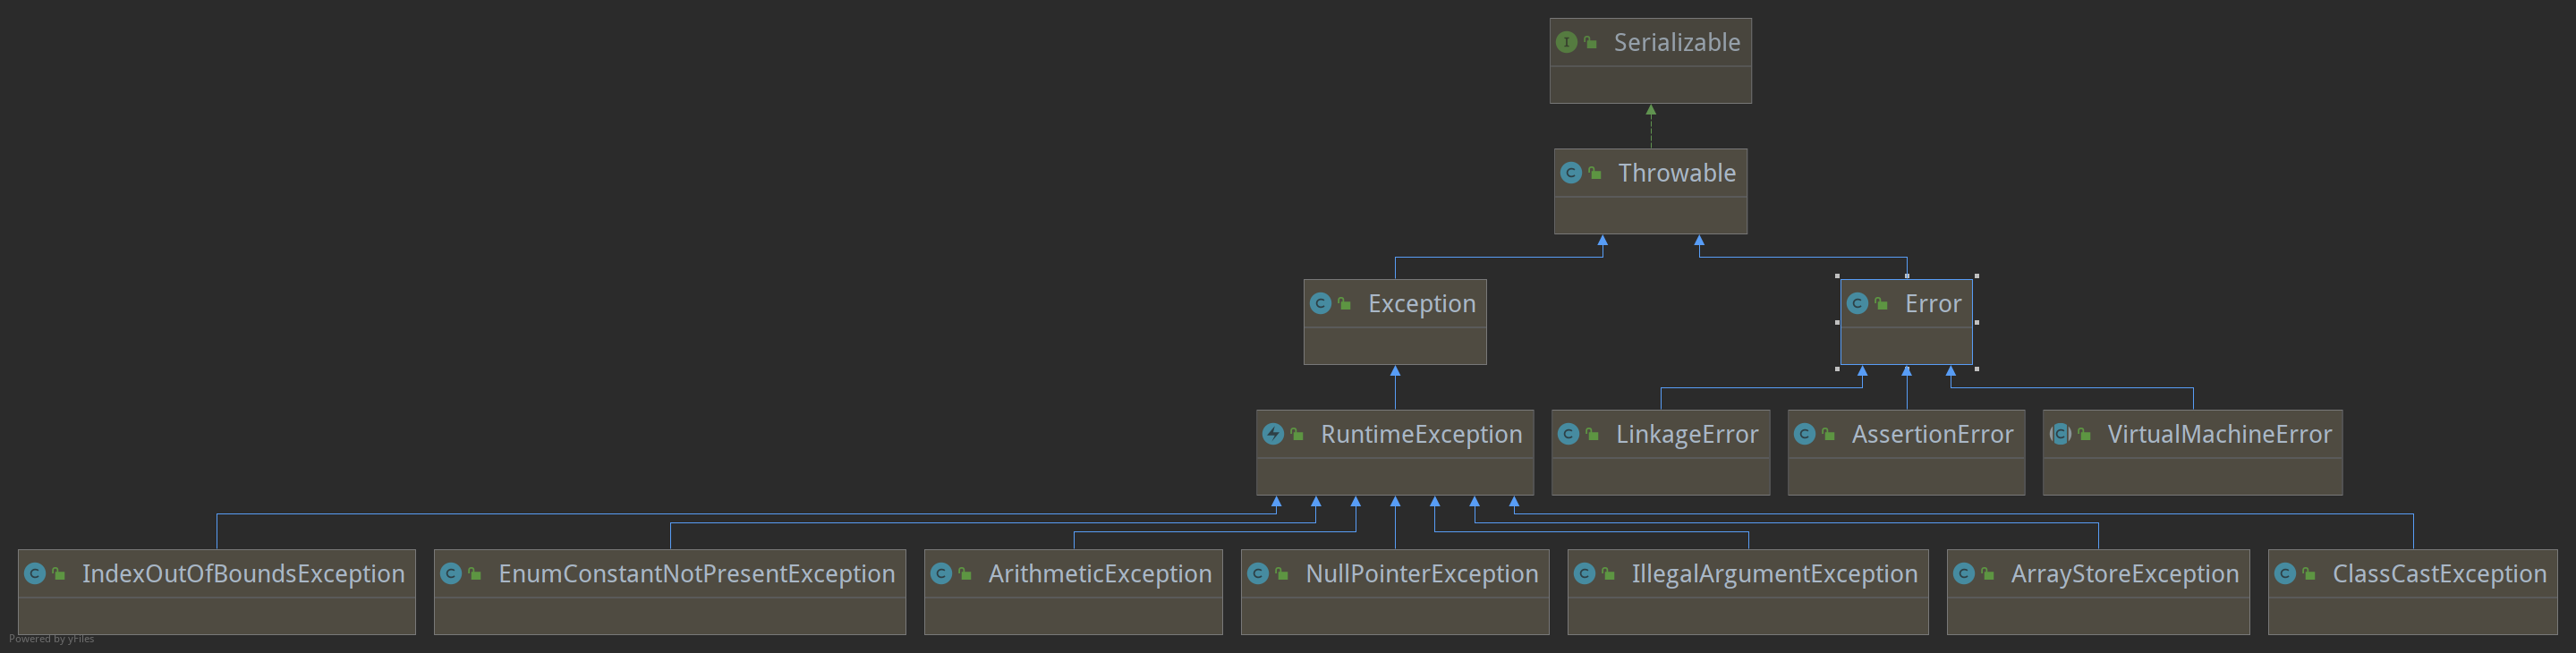 Serializable
Throwable
Exception
Error
RuntimeException
LinkageError
AssertionError
VirtualMachineError
IndexOutOfBoundsException
EnumConstantNotPresentException
ArithmeticException
NullPointerException
IllegalArgumentException
ArrayStoreException
ClassCastException
Powered by yFiles